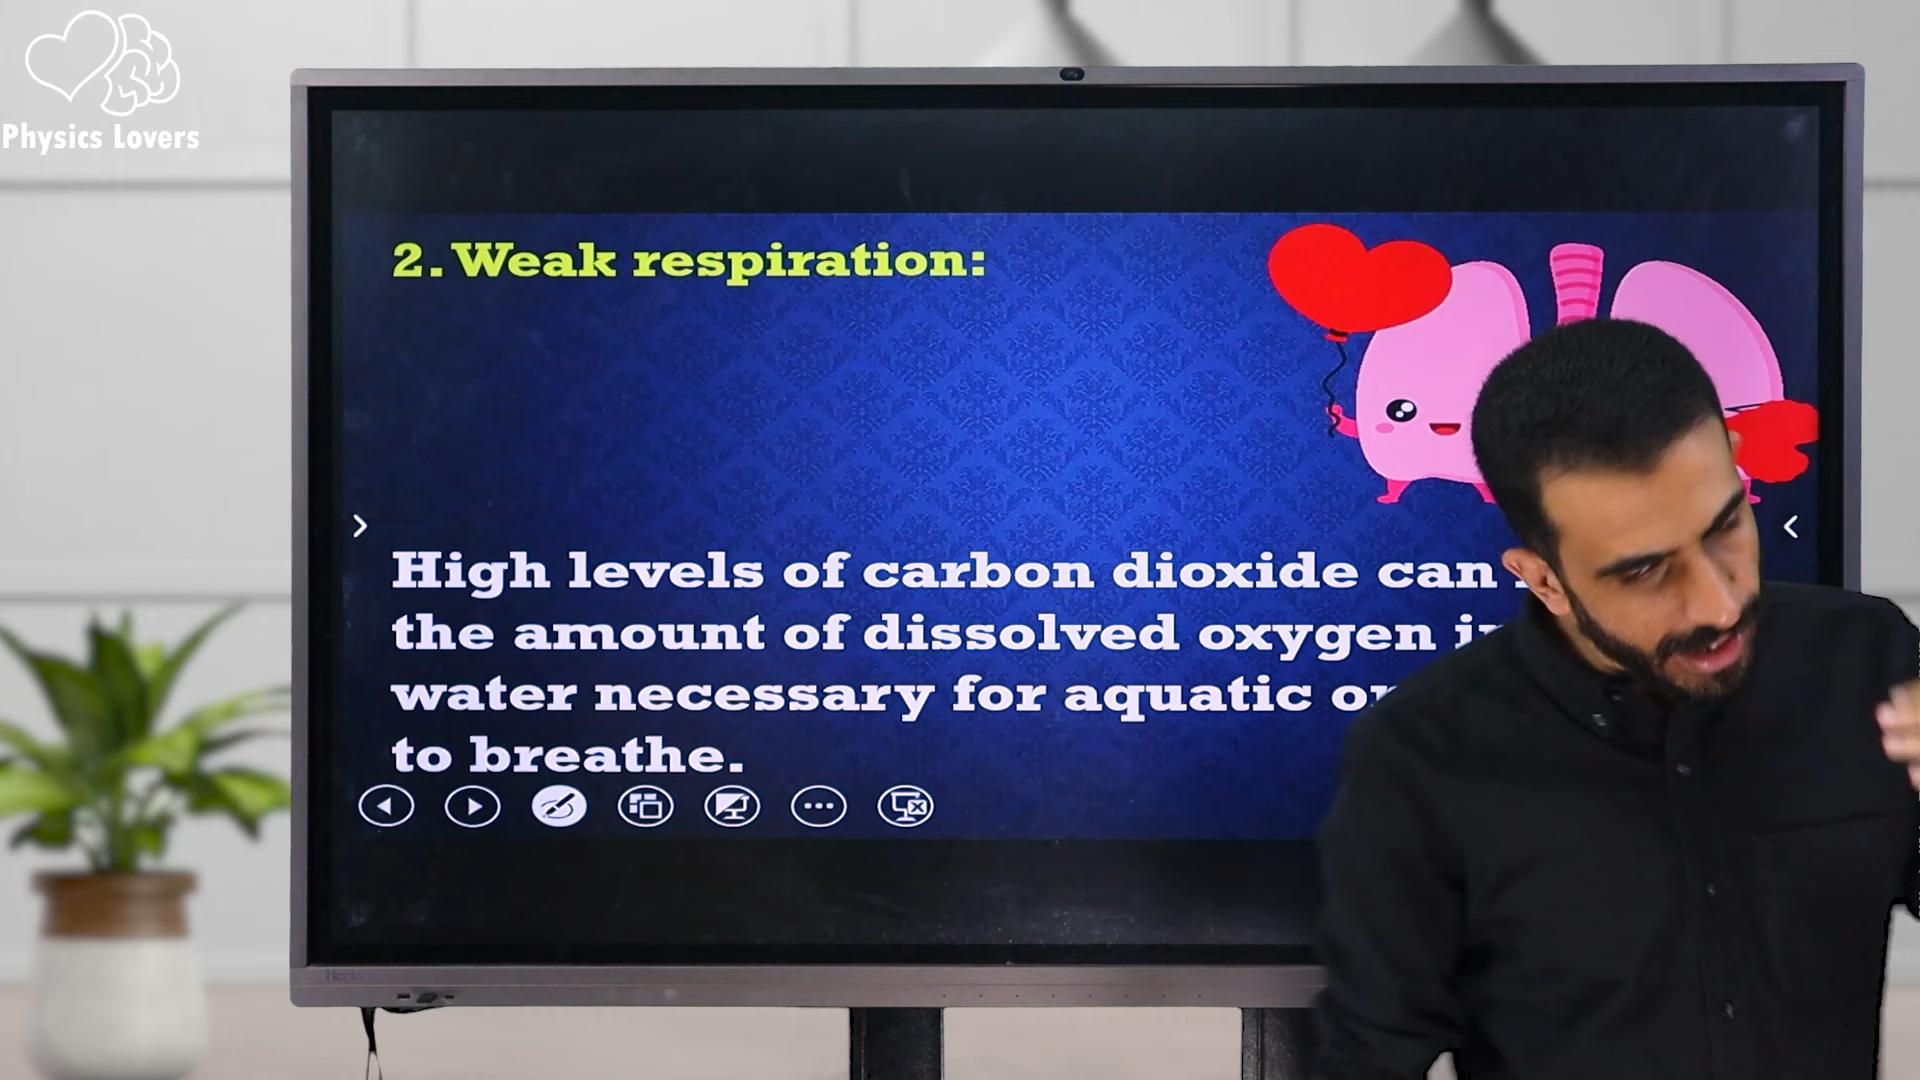 Physics Lovers
2. Weak respiration:
High levels of carbon dioxide can
the amount of dissolved oxygen
water necessary for aquatic
to breathe.